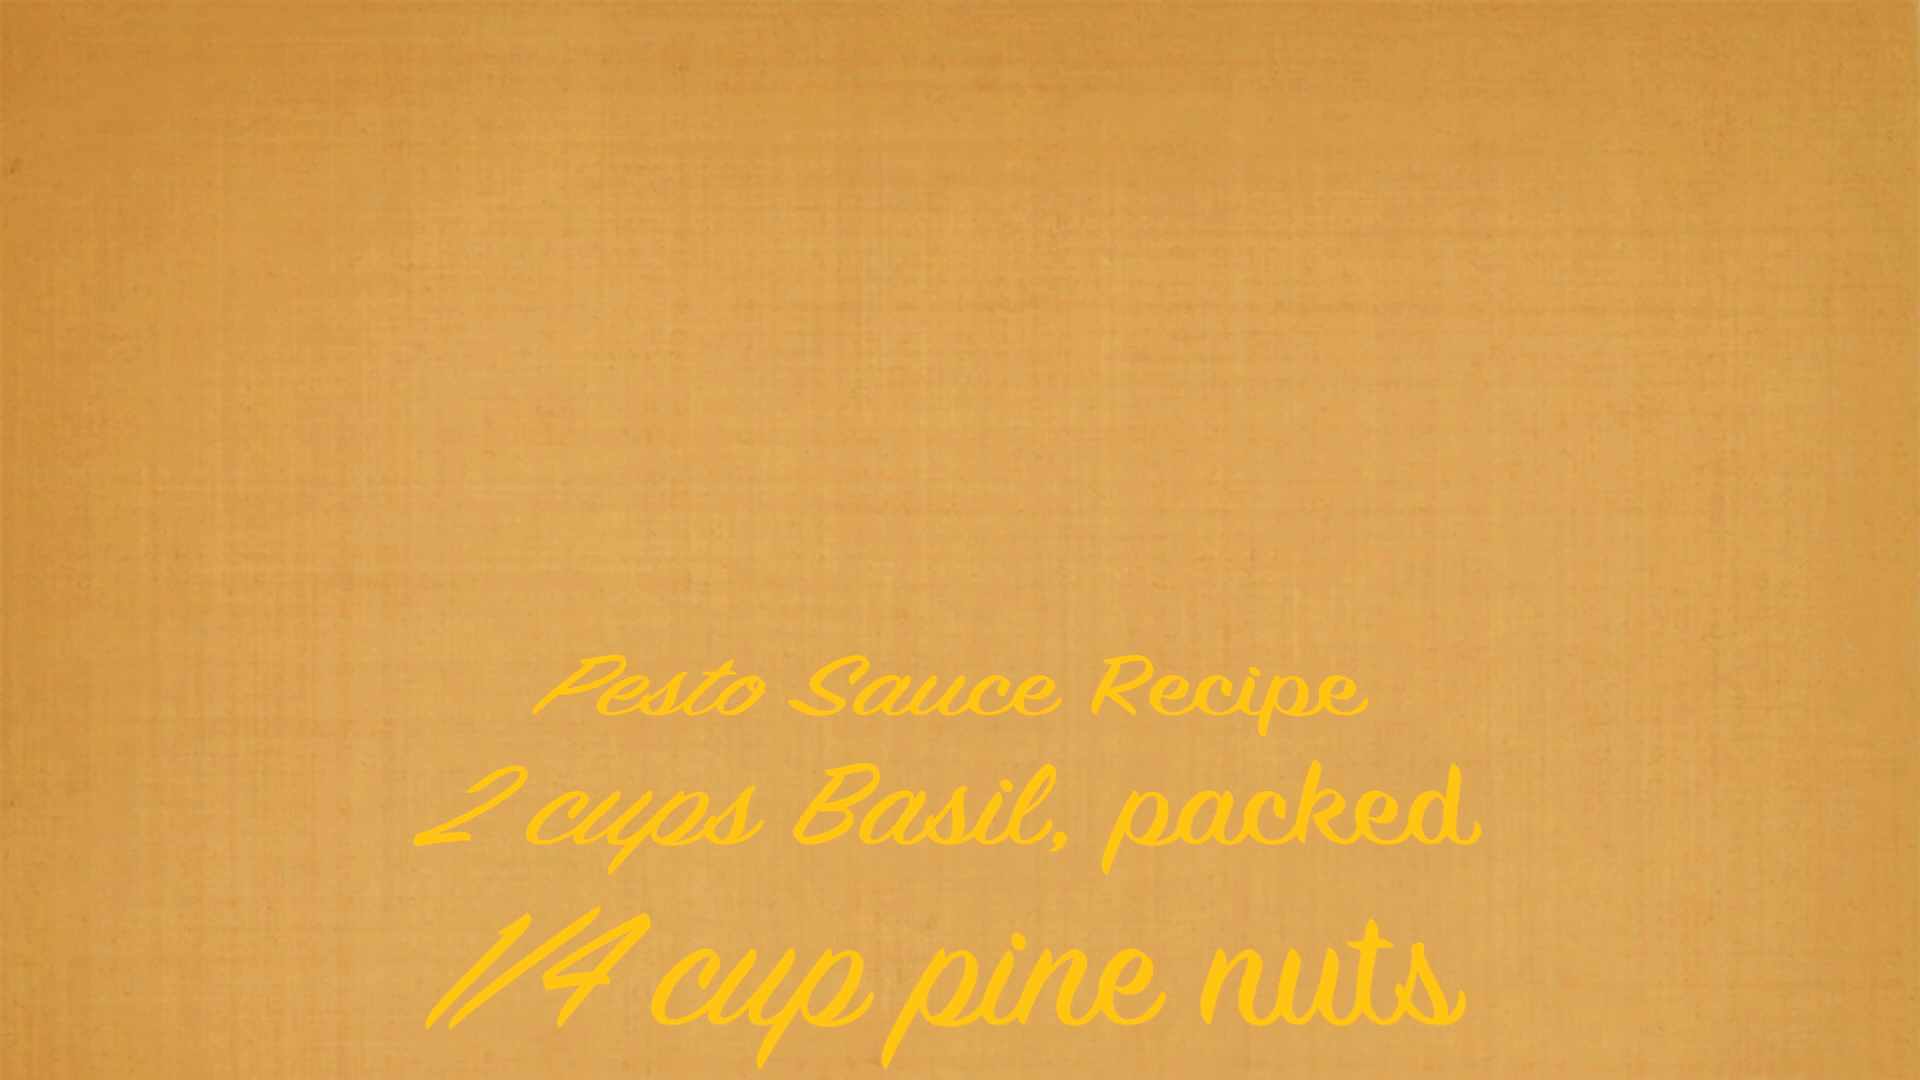 Pesto Sauce Recipe
2 cups Basil, packed
1/4 cup pine nuts